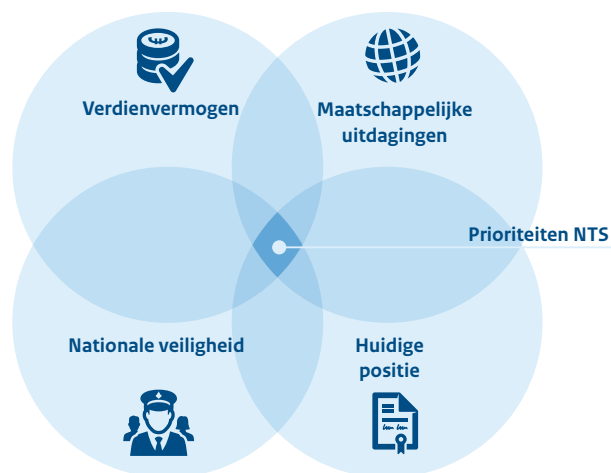 Verdienvermogen
Maatschappelijke
uitdagingen
Prioriteiten NTS
Nationale veiligheid
Huidige
positie